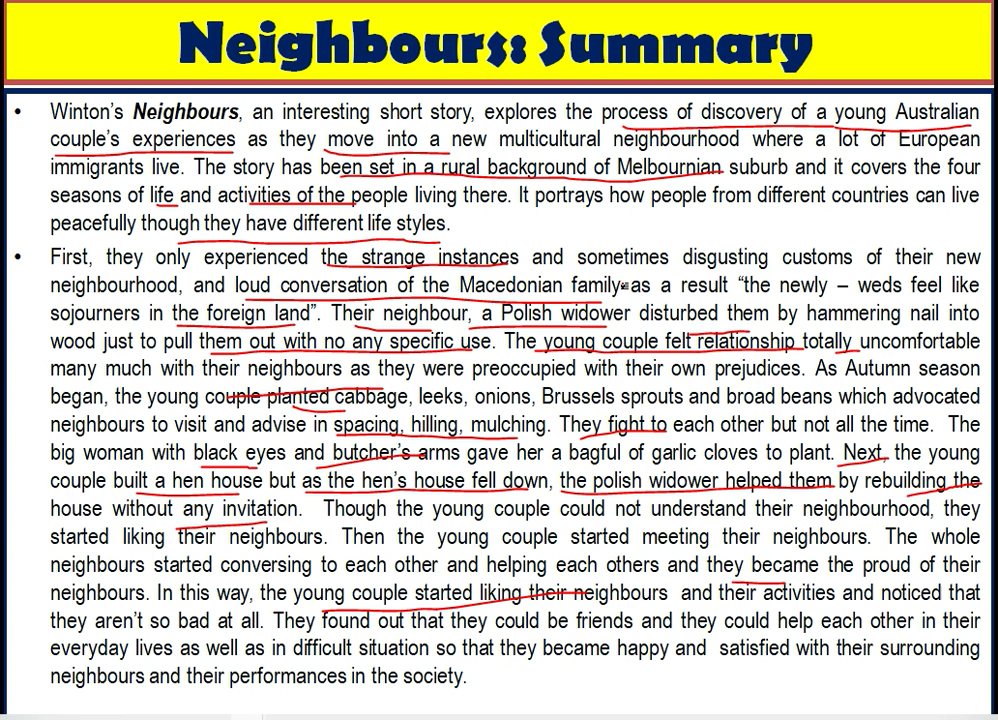 Neighbours: Summary
• Winton's Neighbours, an interesting short story, explores the process of discovery of a young Australian
couple's experiences as they move into a new multicultural neighbourhood where a lot of European
immigrants live. The story has been set in a rural background of Melbournian suburb and it covers the four
seasons of life and activities of the people living there. It portrays how people from different countries can live
peacefully though they have different life styles.
• First, they only experienced the strange instances and sometimes disgusting customs of their new
neighbourhood, and loud conversation of the Macedonian family as a result “the newly – weds feel like
sojourners in the foreign land”. Their neighbour, a Polish widower disturbed them by hammering nail into
wood just to pull them out with no any specific use. The young couple felt relationship totally uncomfortable
many much with their neighbours as they were preoccupied with their own prejudices. As Autumn season
began, the young couple planted cabbage, leeks, onions, Brussels sprouts and broad beans which advocated
neighbours to visit and advise in spacing, hilling, mulching. They fight to each other but not all the time. The
big woman with black eyes and butcher's arms gave her a bagful of garlic cloves to plant. Next, the young
couple built a hen house but as the hen's house fell down, the polish widower helped them by rebuilding the
house without any invitation. Though the young couple could not understand their neighbourhood, they
started liking their neighbours. Then the young couple started meeting their neighbours. The whole
neighbours started conversing to each other and helping each others and they became the proud of their
neighbours. In this way, the young couple started liking their neighbours and their activities and noticed that
they aren't so bad at all. They found out that they could be friends and they could help each other in their
everyday lives as well as in difficult situation so that they became happy and satisfied with their surrounding
neighbours and their performances in the society.